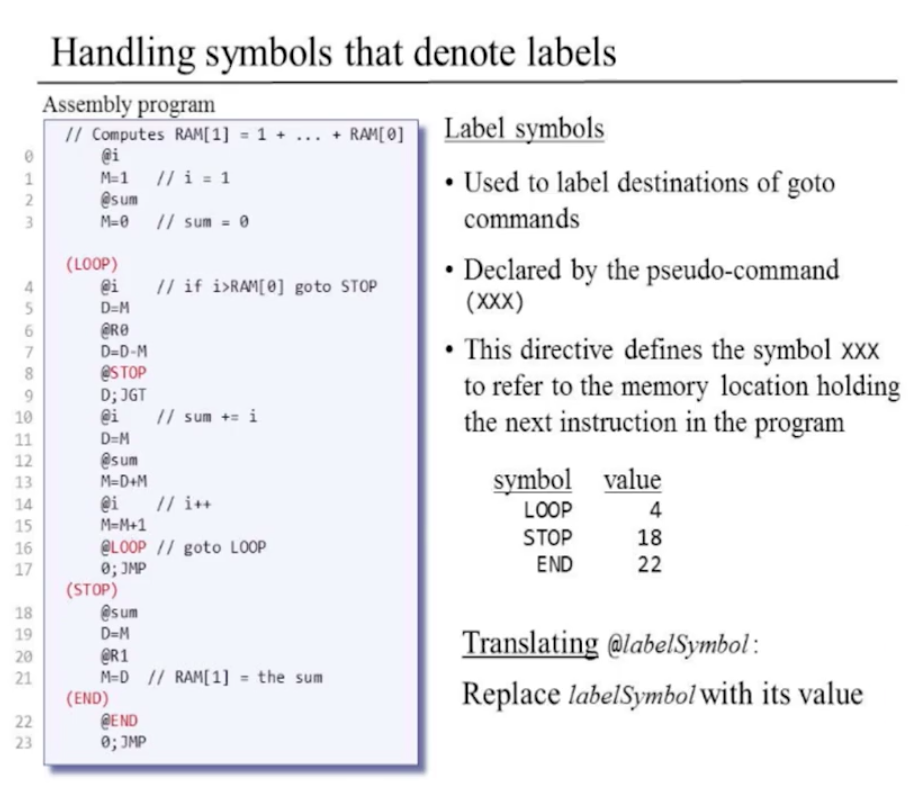 Handling symbols that denote labels
Assembly program
// Computes RAM[1] = 1 + ... + RAM[0]
0 @i
1 M=1 // i = 1
2 @sum
3 M=0 // sum = 0
(LOOP)
4 @i // if i>RAM[0] goto STOP
5 D=M
6 @R0
7 D=D-M
8 @STOP
9 D;JGT
10 @i // sum += i
11 D=M
12 @sum
13 M=D+M
14 @i // i++
15 M=M+1
16 @LOOP // goto LOOP
17 0;JMP
(STOP)
18 @sum
19 D=M
20 @R1
21 M=D // RAM[1] = the sum
(END)
22 @END
23 0;JMP
Label symbols
• Used to label destinations of goto
commands
• Declared by the pseudo-command
(XXX)
• This directive defines the symbol XXX
to refer to the memory location holding
the next instruction in the program
symbol value
LOOP 4
STOP 18
END 22
Translating @labelSymbol:
Replace labelSymbol with its value